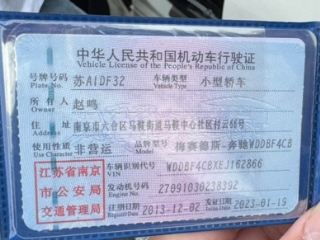 中华人民共和国机动车行驶证
Vehicle License of the People's Republic of China
号牌号码 苏A1DF32 车辆类型 小型轿车
Plate No. Vehicle Type
所有人 赵鸣
Owner
住址 南京市六合区马鞍街道马鞍中心社区村云66号
Address
使用性质 非营运 品牌型号 梅赛德斯-奔驰WDDBF4CB
Use Character Model
江苏省南京市公安局交通管理局
车辆识别代号 WDDBF4CBXEJ162866
VIN
发动机号码 27091030238392
Engine No.
注册日期 2013-12-02 发证日期 2023-01-19
Register Date Issue Date